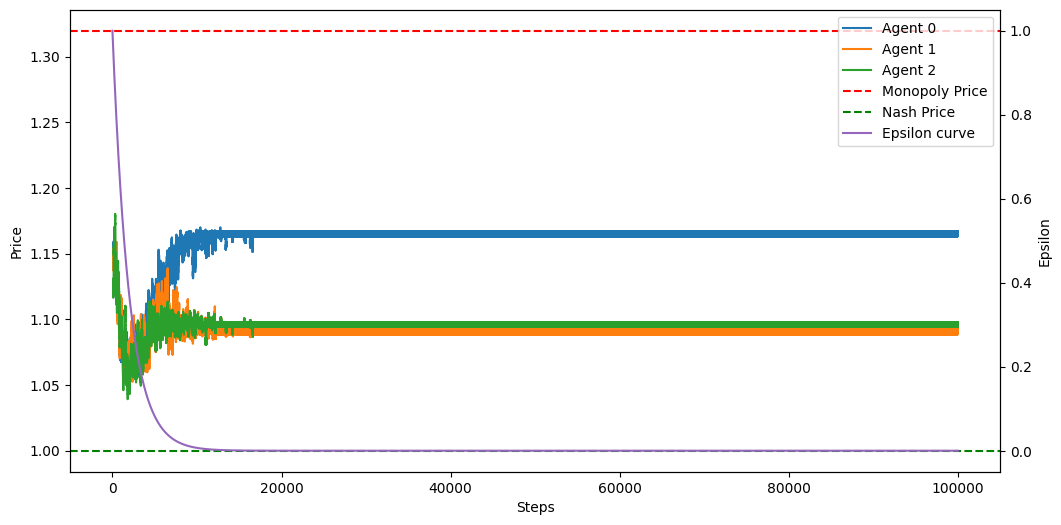 Price
1.30
1.25
1.20
1.15
1.10
1.05
1.00
0
20000
40000
60000
80000
100000
Steps
Agent 0
Agent 1
Agent 2
Monopoly Price
Nash Price
Epsilon curve
1.0
0.8
0.6
0.4
0.2
0.0
Epsilon